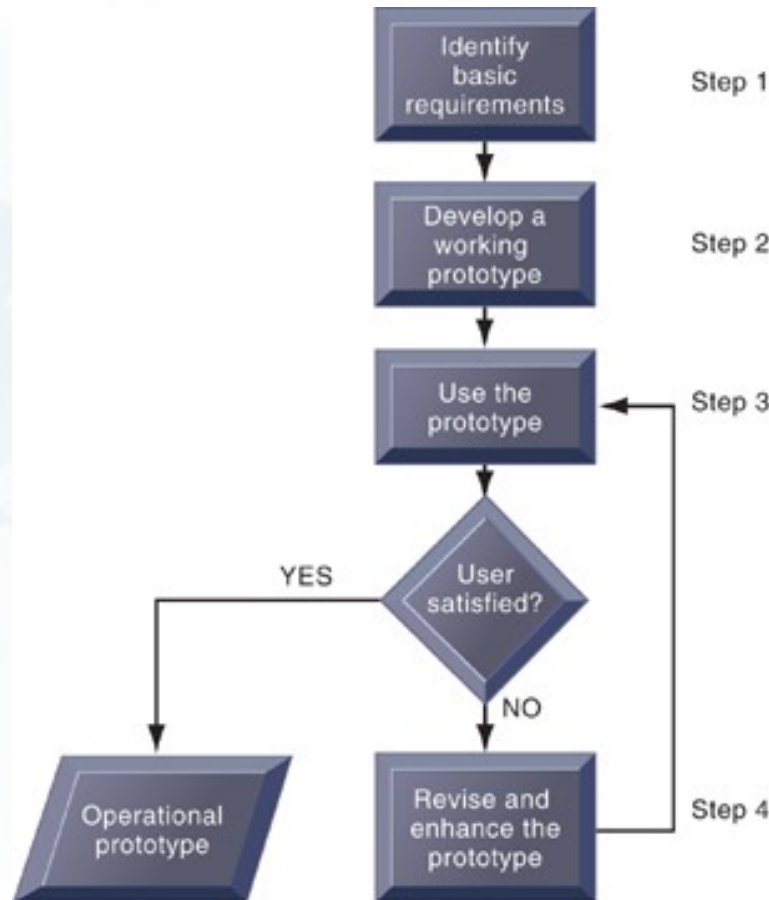 Identify
basic
requirements
Step 1
Develop a
working
prototype
Step 2
Use the
prototype
Step 3
User
satisfied?
YES
NO
Operational
prototype
Revise and
enhance the
prototype
Step 4